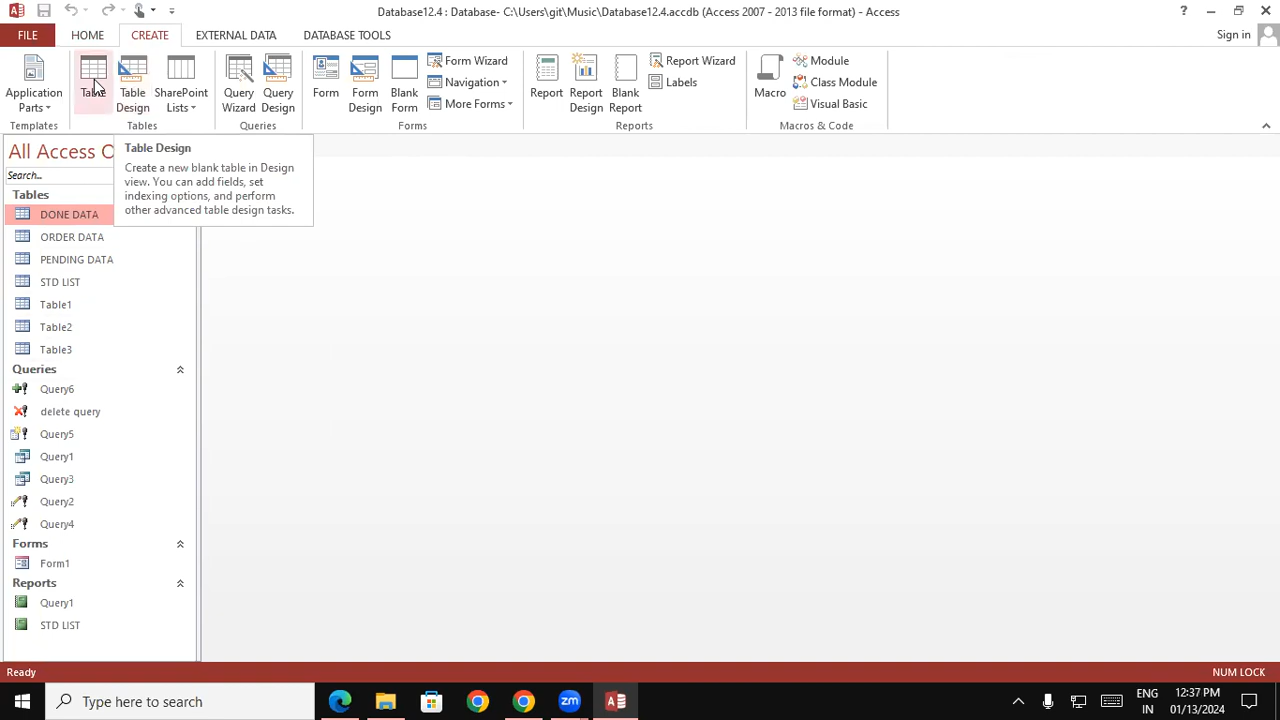 Database12.4 : Database- C:\Users\git\Music\Database12.4.accdb (Access 2007 - 2013 file format) - Access
?
FILE HOME CREATE EXTERNAL DATA DATABASE TOOLS Sign in
Application Parts
Table
Table Design
SharePoint Lists
Query Wizard
Query Design
Form
Form Design
Blank Form
Form Wizard
Navigation
More Forms
Report
Report Design
Blank Report
Report Wizard
Labels
Macro
Module
Class Module
Visual Basic
Templates Tables Queries Forms Reports Macros & Code
All Access O
Search...
Table Design
Create a new blank table in Design
view. You can add fields, set
indexing options, and perform
other advanced table design tasks.
Tables
DONE DATA
ORDER DATA
PENDING DATA
STD LIST
Table1
Table2
Table3
Queries
Query6
delete query
Query5
Query1
Query3
Query2
Query4
Forms
Form1
Reports
Query1
STD LIST
Ready NUM LOCK
Type here to search
zm
ENG
IN
12:37 PM
01/13/2024